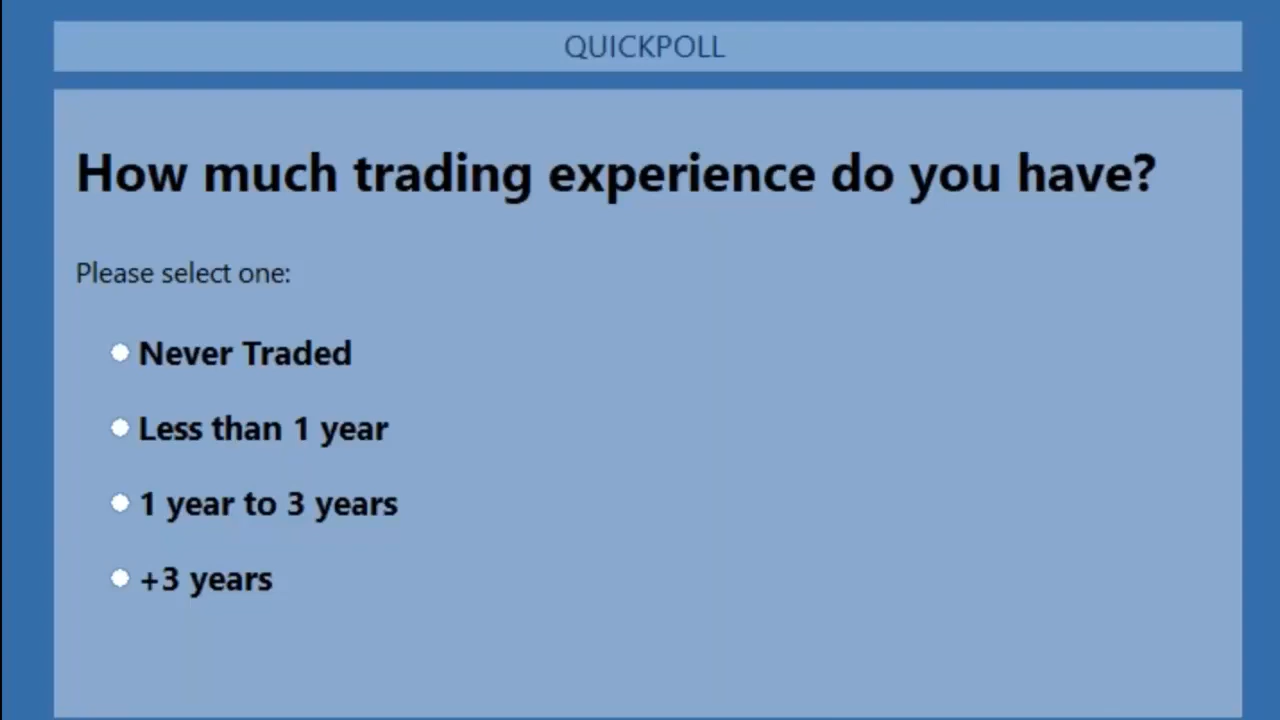 QUICKPOLL
How much trading experience do you have?
Please select one:
Never Traded
Less than 1 year
1 year to 3 years
+3 years